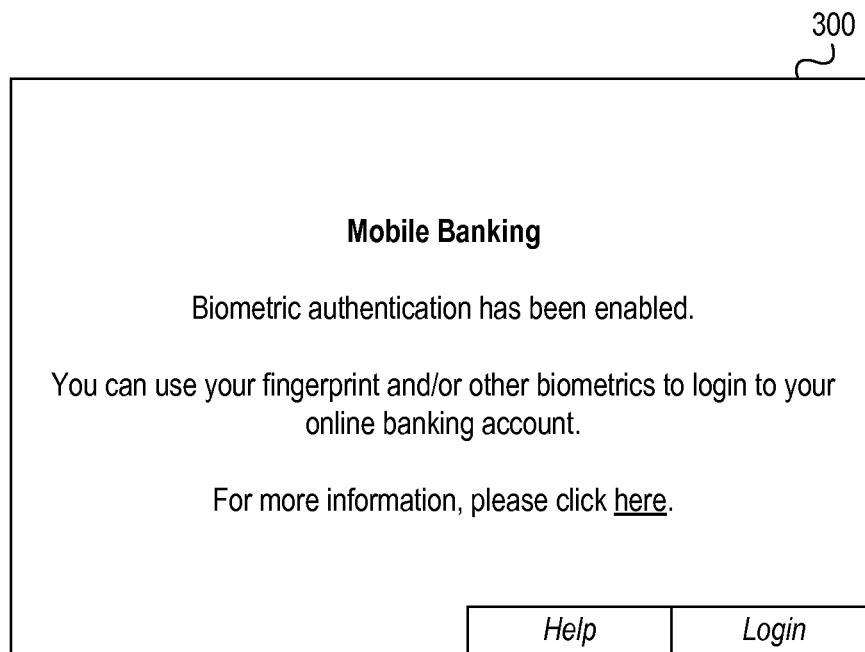 300
Mobile Banking
Biometric authentication has been enabled.
You can use your fingerprint and/or other biometrics to login to your
online banking account.
For more information, please click here.
Help Login